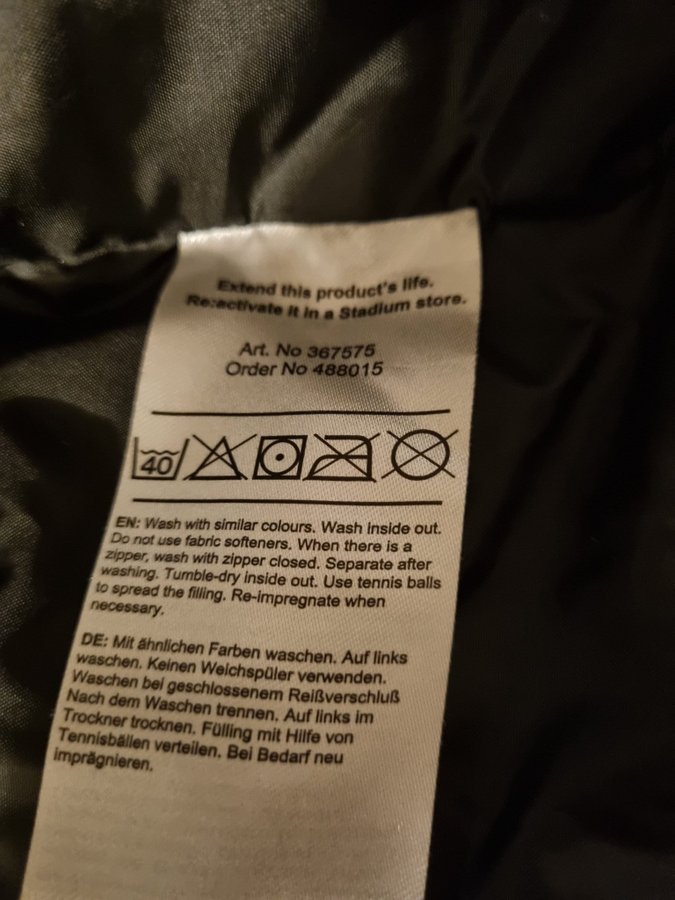 Extend this product's life.
Re:activate it in a Stadium store.
Art. No 367575
Order No 488015
40
EN: Wash with similar colours. Wash inside out.
Do not use fabric softeners. When there is a
zipper, wash with zipper closed. Separate after
washing. Tumble-dry inside out. Use tennis balls
to spread the filling. Re-impregnate when
necessary.
DE: Mit ähnlichen Farben waschen. Auf links
waschen. Keinen Weichspüler verwenden.
Waschen bei geschlossenem Reißverschluß
Nach dem Waschen trennen. Auf links im
Trockner trocknen. Fülling mit Hilfe von
Tennisbällen verteilen. Bei Bedarf neu
imprägnieren.